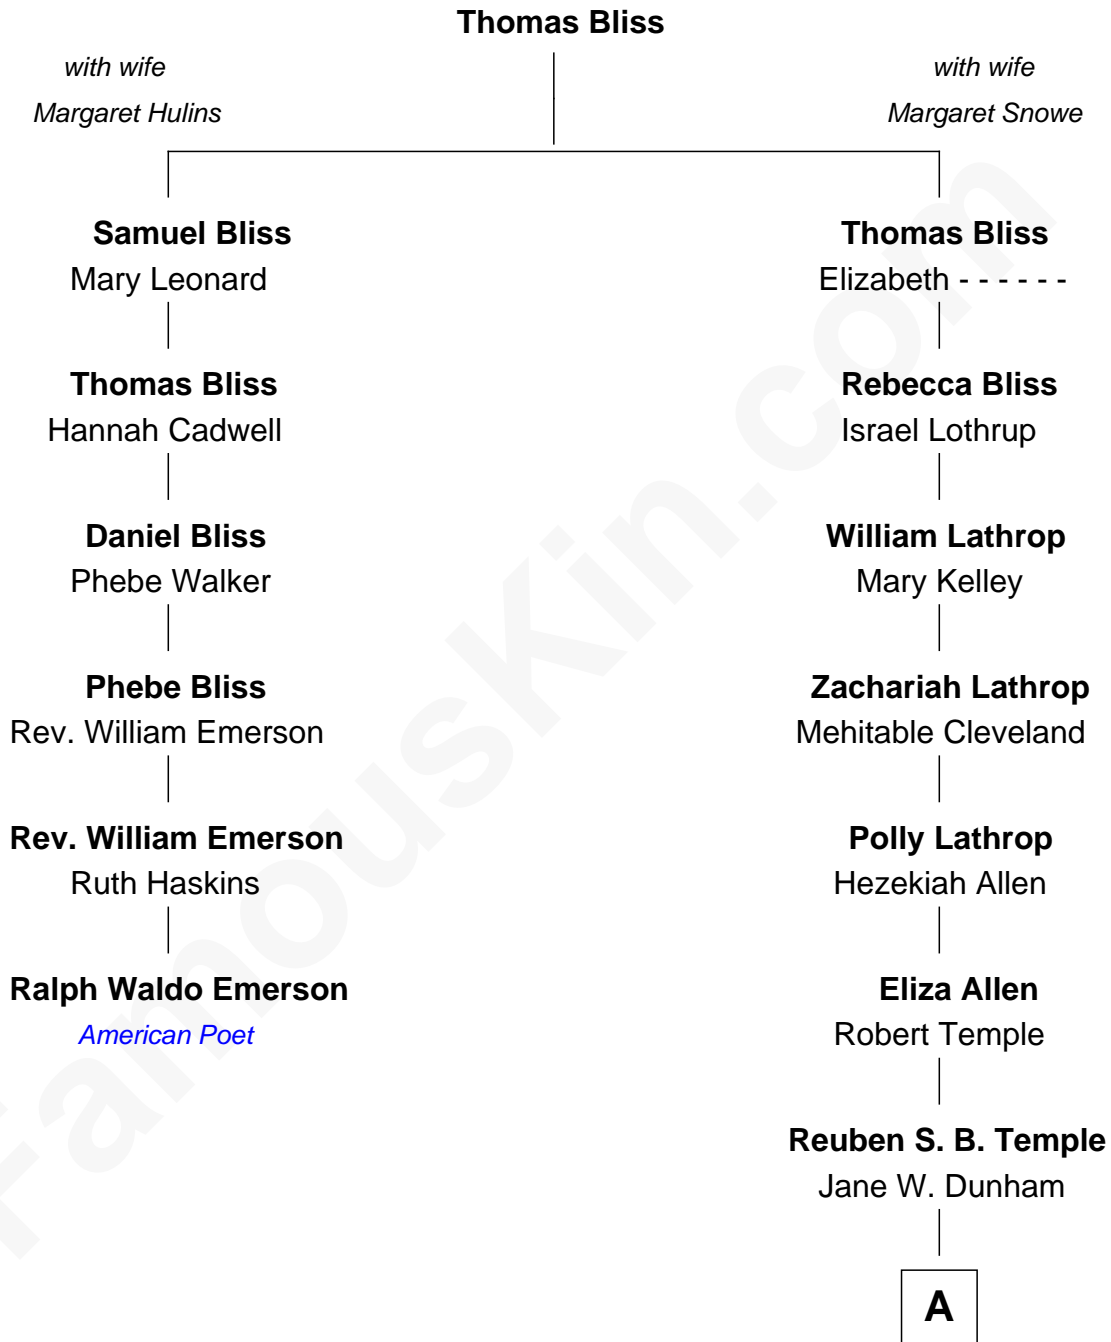 Thomas Bliss
with wife
Margaret Hulins
with wife
Margaret Snowe
Samuel Bliss
Mary Leonard
Thomas Bliss
Hannah Cadwell
Daniel Bliss
Phebe Walker
Phebe Bliss
Rev. William Emerson
Rev. William Emerson
Ruth Haskins
Ralph Waldo Emerson
American Poet
Thomas Bliss
Elizabeth - - - - - -
Rebecca Bliss
Israel Lothrup
William Lathrop
Mary Kelley
Zachariah Lathrop
Mehitable Cleveland
Polly Lathrop
Hezekiah Allen
Eliza Allen
Robert Temple
Reuben S. B. Temple
Jane W. Dunham
A
FamousKin.com